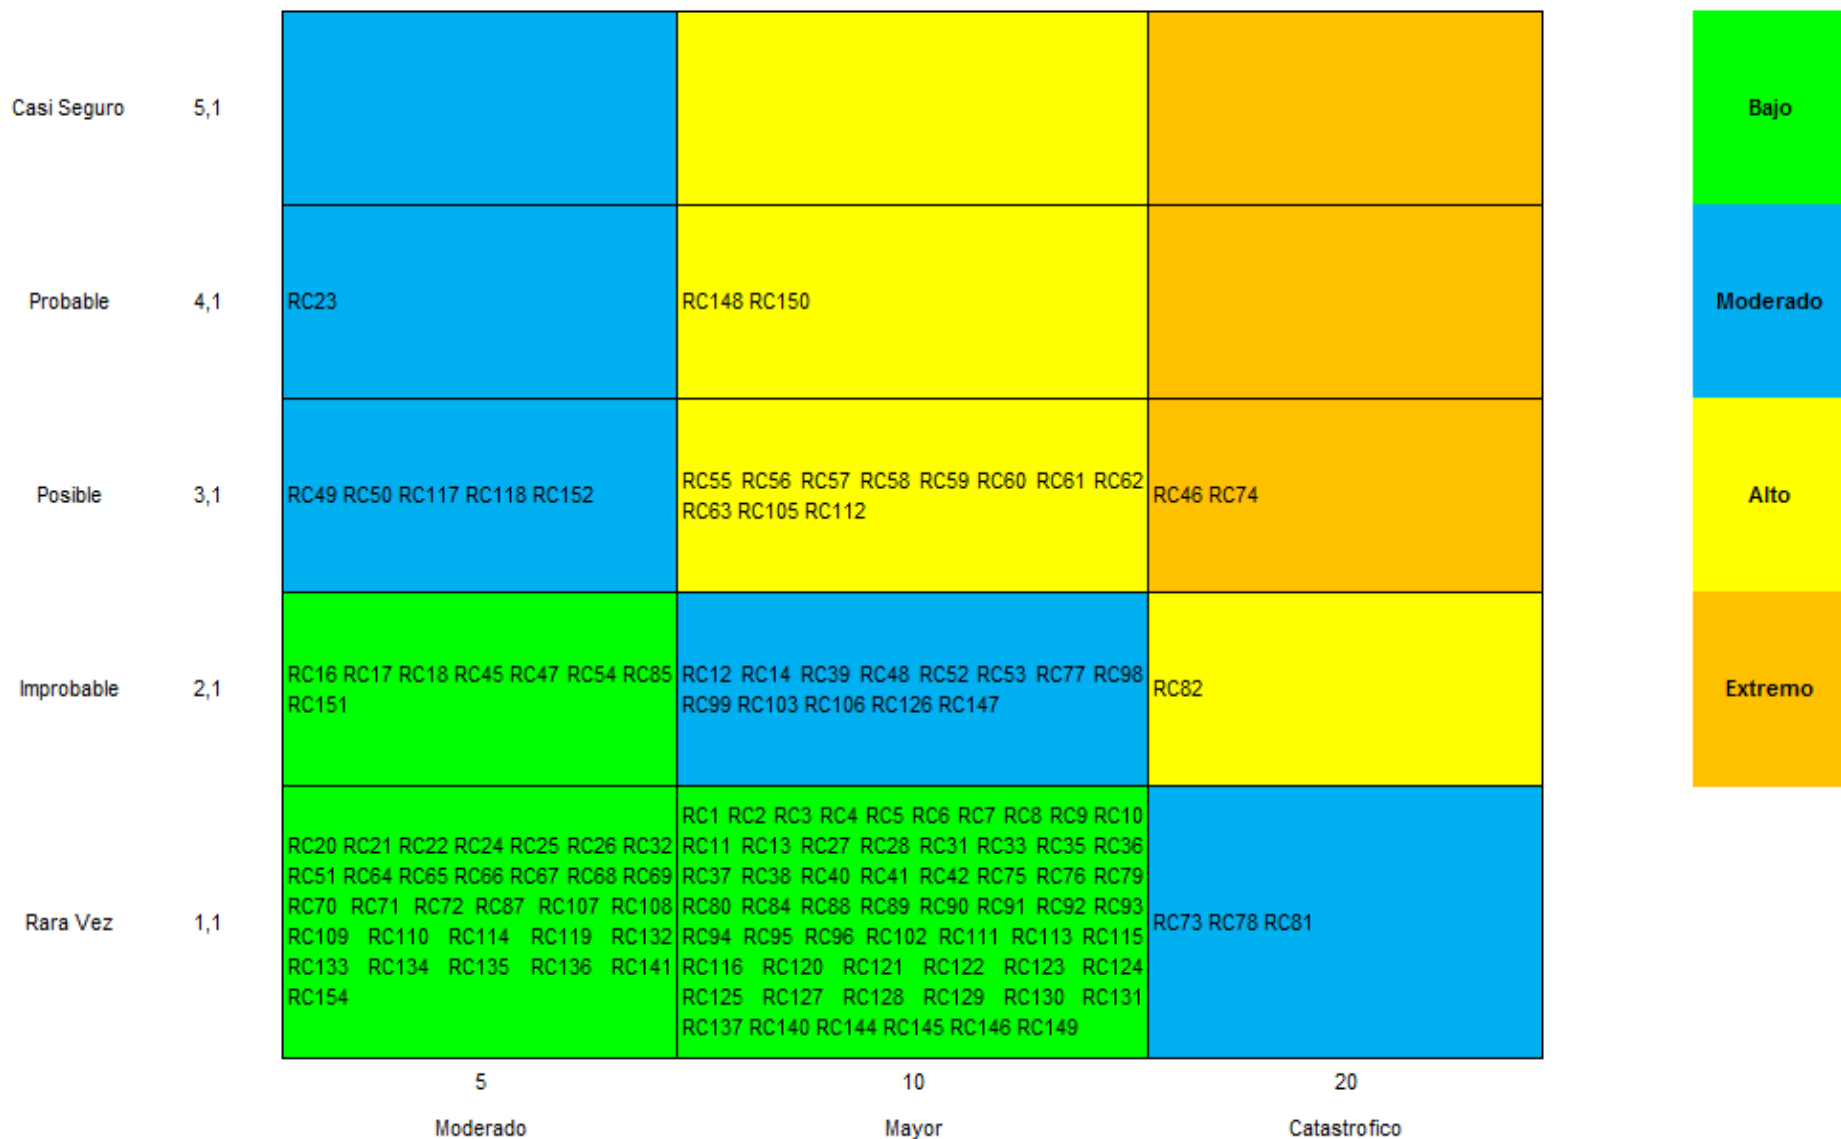 Casi Seguro 5,1
Bajo
Probable 4,1
RC23
RC148 RC150
Moderado
Posible 3,1
RC49 RC50 RC117 RC118 RC152
RC55 RC56 RC57 RC58 RC59 RC60 RC61 RC62
RC63 RC105 RC112
RC46 RC74
Alto
Improbable 2,1
RC16 RC17 RC18 RC45 RC47 RC54 RC85
RC151
RC12 RC14 RC39 RC48 RC52 RC53 RC77 RC98
RC99 RC103 RC106 RC126 RC147
RC82
Extremo
Rara Vez 1,1
RC20 RC21 RC22 RC24 RC25 RC26 RC32
RC51 RC64 RC65 RC66 RC67 RC68 RC69
RC70 RC71 RC72 RC87 RC107 RC108
RC109 RC110 RC114 RC119 RC132
RC133 RC134 RC135 RC136 RC141
RC154
RC1 RC2 RC3 RC4 RC5 RC6 RC7 RC8 RC9 RC10
RC11 RC13 RC27 RC28 RC31 RC33 RC35 RC36
RC37 RC38 RC40 RC41 RC42 RC75 RC76 RC79
RC80 RC84 RC88 RC89 RC90 RC91 RC92 RC93
RC94 RC95 RC96 RC102 RC111 RC113 RC115
RC116 RC120 RC121 RC122 RC123 RC124
RC125 RC127 RC128 RC129 RC130 RC131
RC137 RC140 RC144 RC145 RC146 RC149
RC73 RC78 RC81
5 10 20
Moderado Mayor Catastrofico